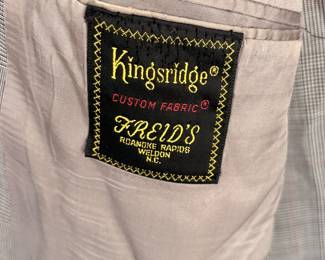 Kingsridge®
CUSTOM FABRIC®
FREID'S
ROANOKE RAPIDS
WELDON
N.C.